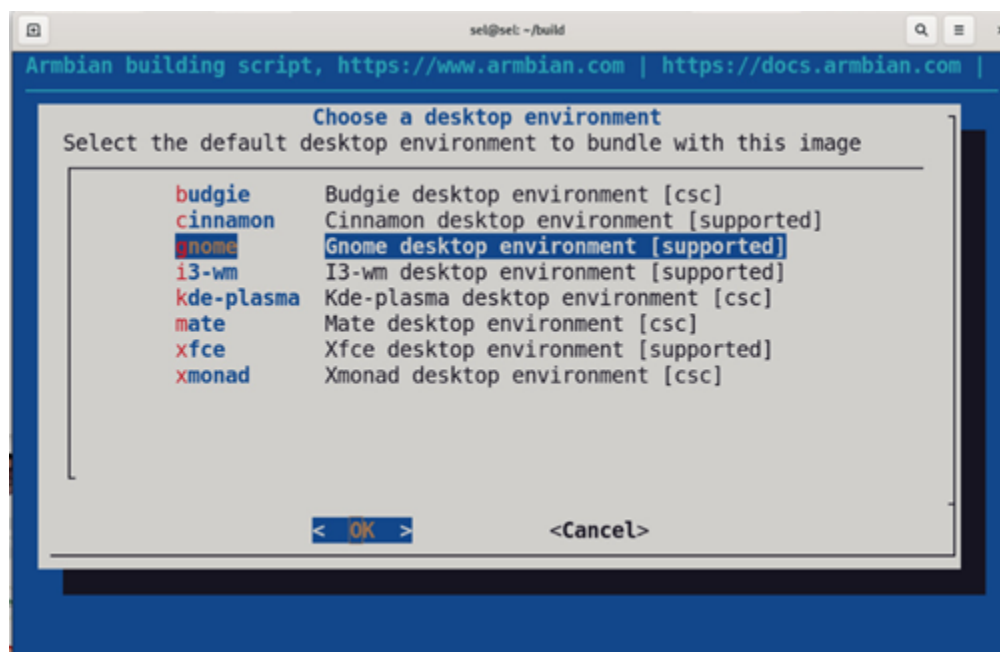 sel@sel: ~/build
Armbian building script, https://www.armbian.com | https://docs.armbian.com |
Choose a desktop environment
Select the default desktop environment to bundle with this image
budgie Budgie desktop environment [csc]
cinnamon Cinnamon desktop environment [supported]
gnome Gnome desktop environment [supported]
i3-wm I3-wm desktop environment [supported]
kde-plasma Kde-plasma desktop environment [csc]
mate Mate desktop environment [csc]
xfce Xfce desktop environment [supported]
xmonad Xmonad desktop environment [csc]
< OK > <Cancel>